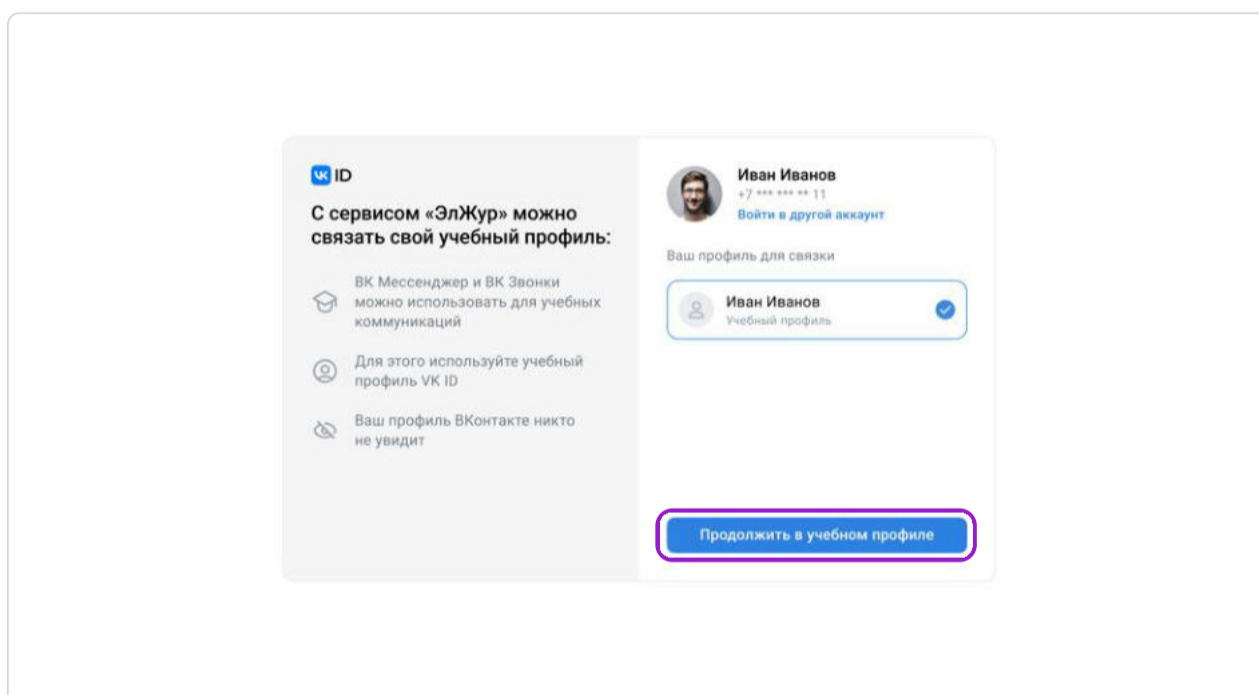 VK ID
С сервисом «ЭлЖур» можно
связать свой учебный профиль:
ВК Мессенджер и ВК Звонки
можно использовать для учебных
коммуникаций
Для этого используйте учебный
профиль VK ID
Ваш профиль ВКонтакте никто
не увидит
Иван Иванов
+7 *** *** ** 11
Войти в другой аккаунт
Ваш профиль для связки
Иван Иванов
Учебный профиль
Продолжить в учебном профиле